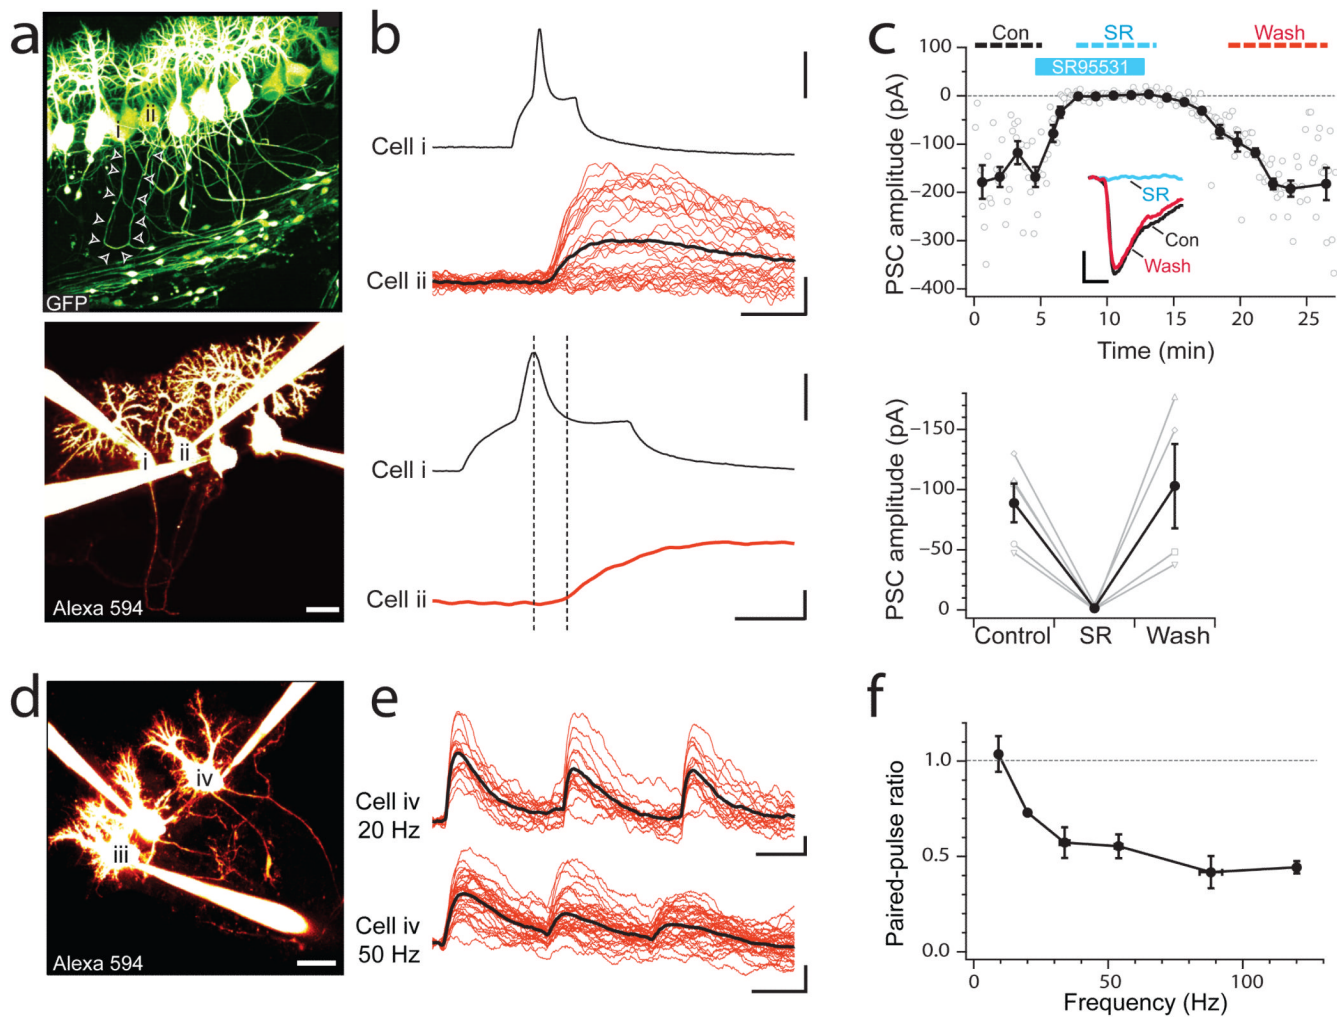 a
i
ii
GFP
i
ii
Alexa 594
b
Cell i
Cell ii
Cell i
Cell ii
c
Con SR Wash
SR95531
PSC amplitude (pA)
100
0
−100
−200
−300
−400
SR
Con
Wash
0 5 10 15 20 25
Time (min)
PSC amplitude (pA)
−150
−100
−50
0
Control SR Wash
d
iv
iii
Alexa 594
e
Cell iv
20 Hz
Cell iv
50 Hz
f
Paired-pulse ratio
1.0
0.5
0.0
0 50 100
Frequency (Hz)